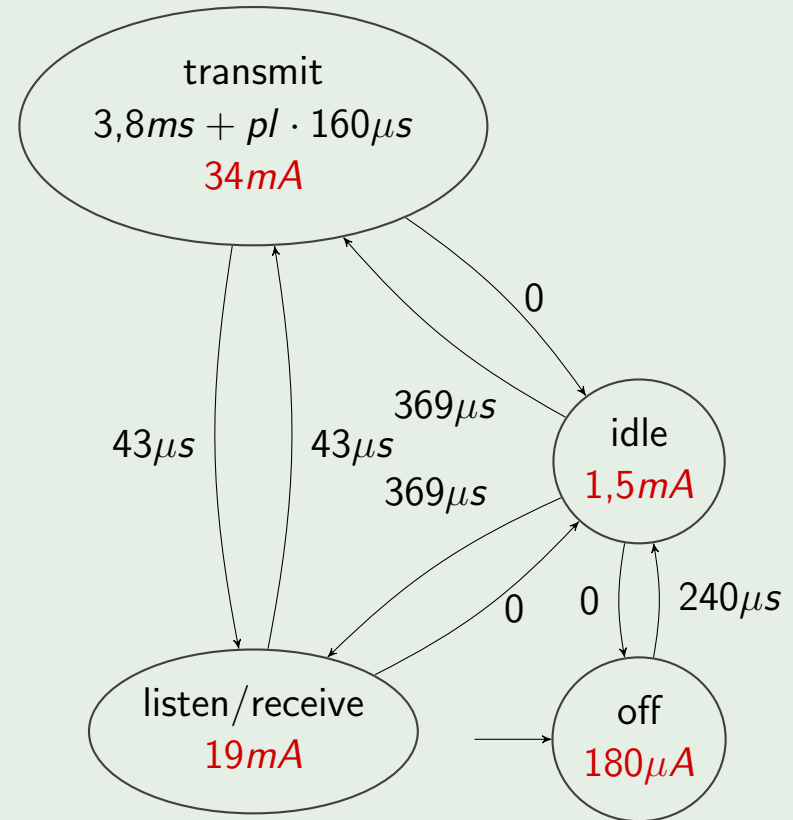 transmit
3,8ms + pl · 160μs
34mA
0
369μs
idle
1,5mA
43μs
43μs
369μs
0
0
240μs
listen/receive
19mA
off
180μA